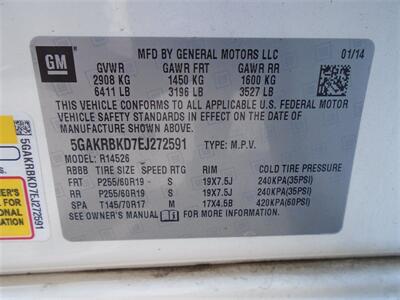 GM
MFD BY GENERAL MOTORS LLC 01/14
GVWR GAWR FRT GAWR RR
2908 KG 1450 KG 1600 KG
6411 LB 3196 LB 3527 LB
THIS VEHICLE CONFORMS TO ALL APPLICABLE U.S. FEDERAL MOTOR
VEHICLE SAFETY STANDARDS IN EFFECT ON THE DATE OF
MANUFACTURE SHOWN ABOVE.
5GAKRBKD7EJ272591 TYPE: M.P.V.
MODEL: R14526
RBBB TIRE SIZE SPEED RTG RIM COLD TIRE PRESSURE
FRT P255/60R19 - S 19X7.5J 240KPA(35PSI)
RR P255/60R19 - S 19X7.5J 240KPA(35PSI)
SPA T145/70R17 M 17X4.5B 420KPA(60PSI)
SEE OWNER'S MANUAL FOR MORE INFORMATION.
5GAKRBKD7EJ272591
OWNER'S
FOR
IONAL
MATION